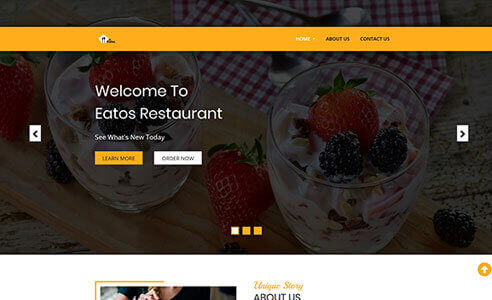 HOME
ABOUT US
CONTACT US
Welcome To
Eatos Restaurant
See What's New Today
LEARN MORE
ORDER NOW
Unique Story
ABOUT US